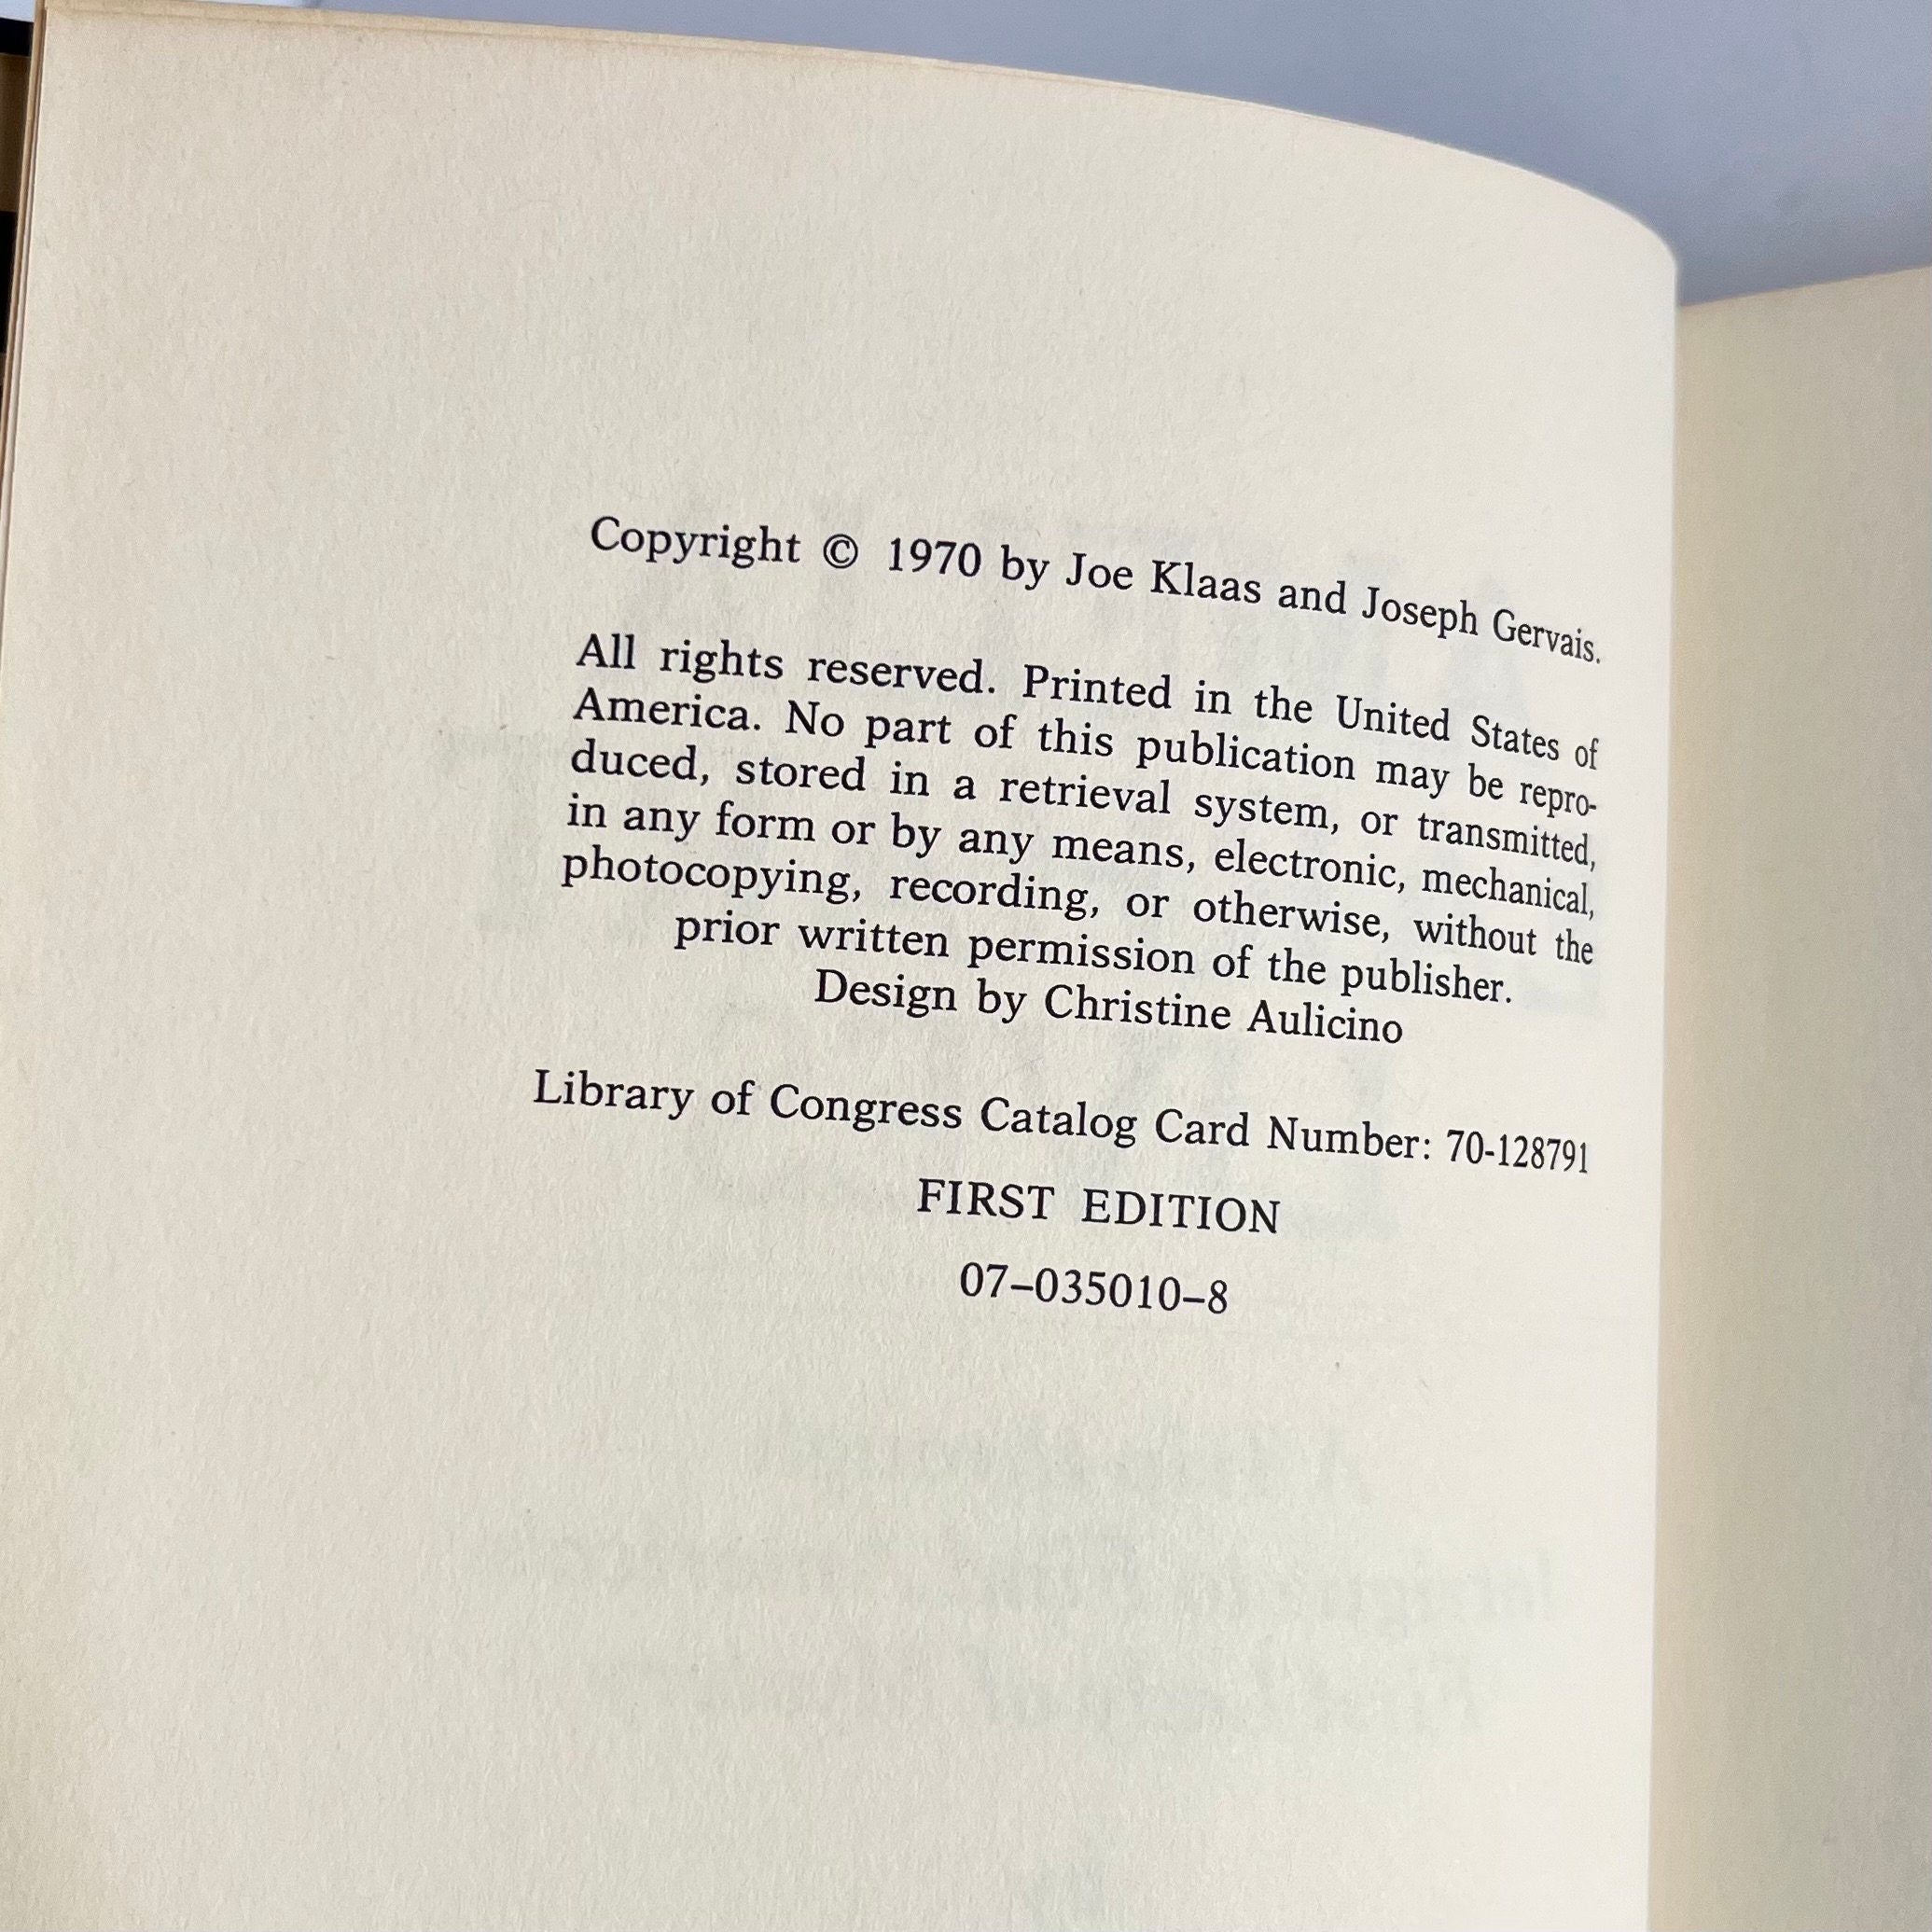 Copyright © 1970 by Joe Klaas and Joseph Gervais.
All rights reserved. Printed in the United States of
America. No part of this publication may be repro-
duced, stored in a retrieval system, or transmitted,
in any form or by any means, electronic, mechanical,
photocopying, recording, or otherwise, without the
prior written permission of the publisher.
Design by Christine Aulicino
Library of Congress Catalog Card Number: 70-128791
FIRST EDITION
07–035010–8